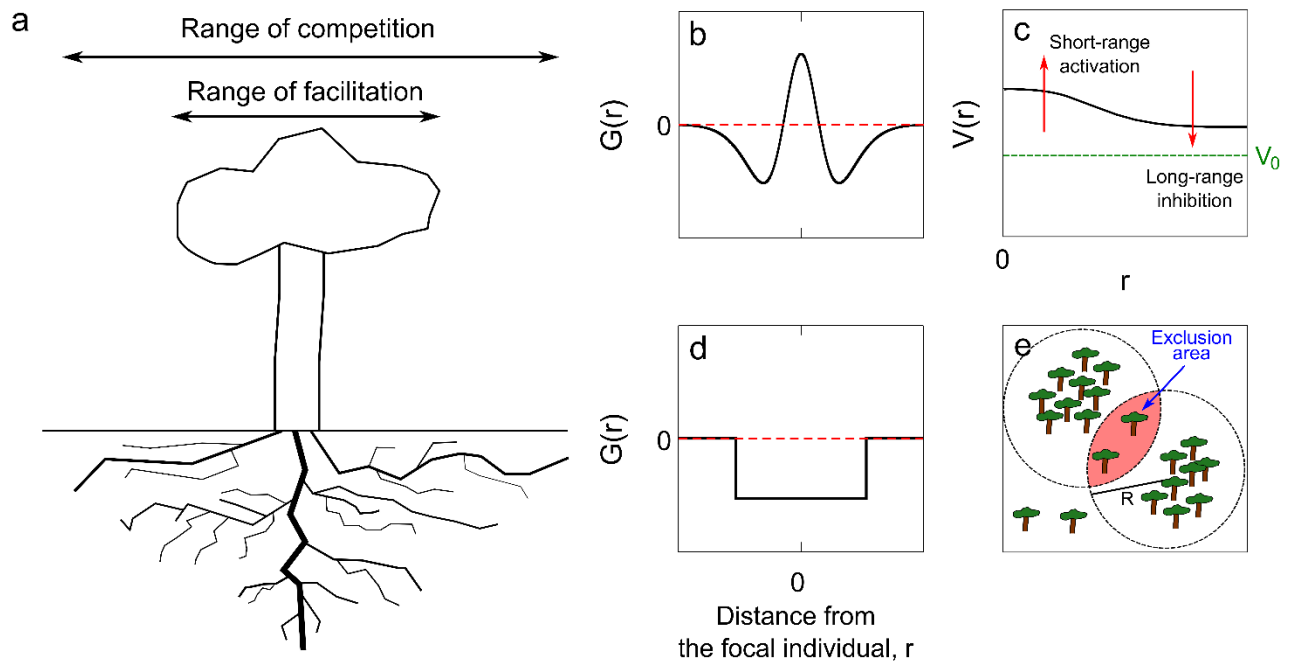 a
Range of competition
Range of facilitation
b
G(r)
0
c
V(r)
Short-range
activation
V0
Long-range
inhibition
0
r
d
G(r)
0
0
Distance from
the focal individual, r
e
Exclusion
area
R